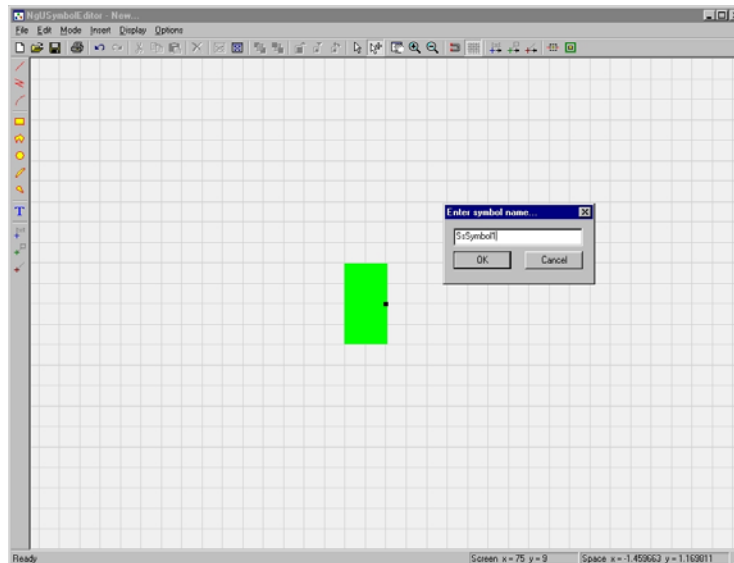 NgUSymbolEditor - New...
File Edit Mode Insert Display Options
T
Enter symbol name...
SsSymbol1
OK Cancel
Ready Screen x = 75 y = 9 Space x = -1.459663 y = 1.169811